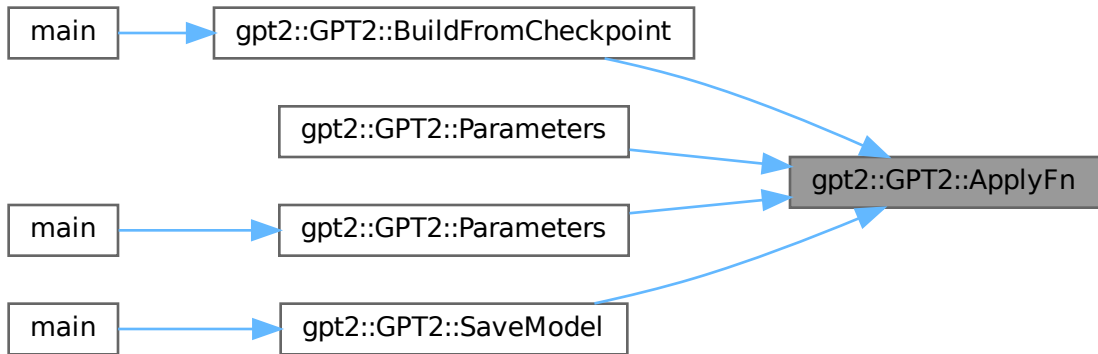 main
gpt2::GPT2::BuildFromCheckpoint
gpt2::GPT2::Parameters
gpt2::GPT2::ApplyFn
main
gpt2::GPT2::Parameters
main
gpt2::GPT2::SaveModel